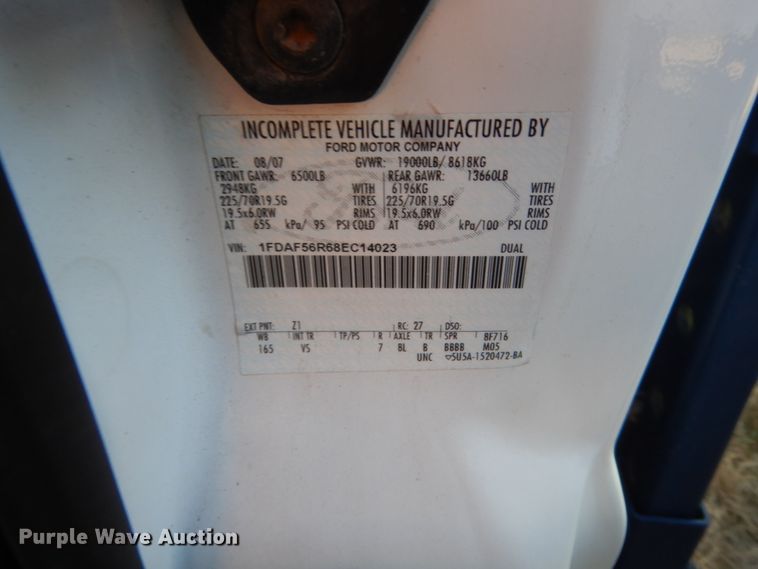 INCOMPLETE VEHICLE MANUFACTURED BY
FORD MOTOR COMPANY
DATE: 08/07 GVWR: 19000LB/ 8618KG
FRONT GAWR: 6500LB REAR GAWR: 13660LB
2948KG WITH 6196KG WITH
225/70R19.5G TIRES 225/70R19.5G TIRES
19.5x6.0RW RIMS 19.5x6.0RW RIMS
AT 655 kPa/ 95 PSI COLD AT 690 kPa/100 PSI COLD
VIN: 1FDAF56R68EC14023 DUAL
EXT PNT: Z1 RC: 27 DSO:
WB INT TR TP/PS R AXLE TR SPR BF716
165 VS 7 BL B BBBB M05
UNC 5U5A-1520472-BA
Purple Wave Auction